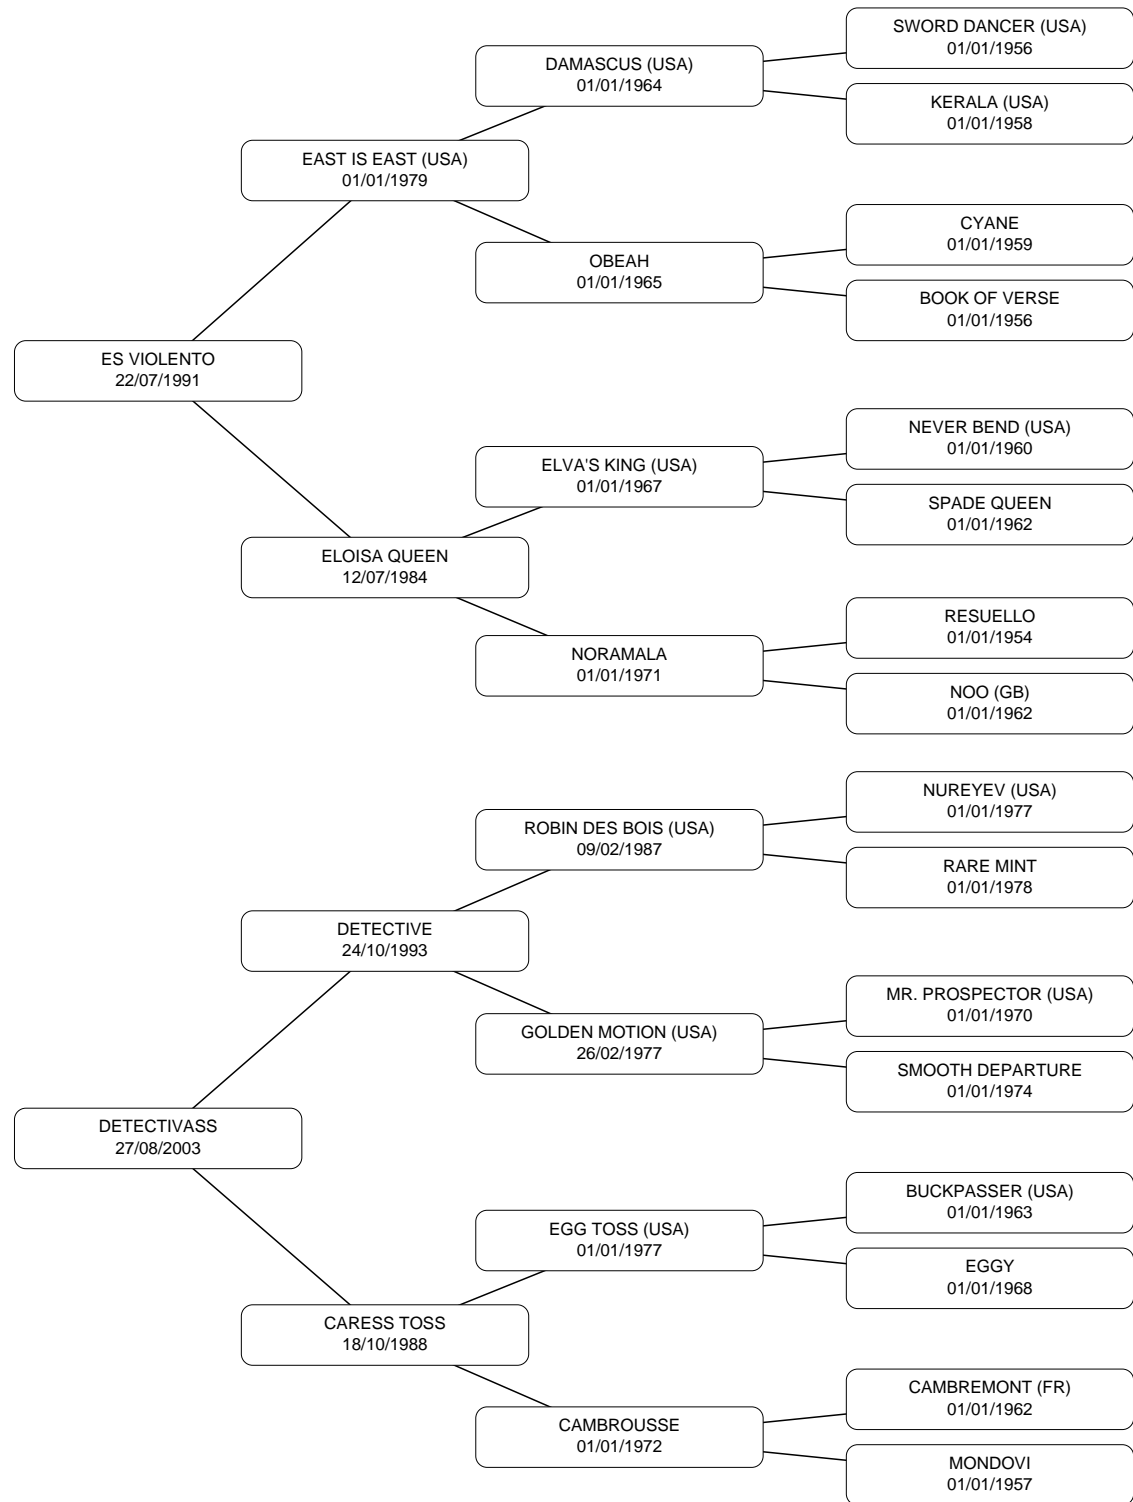 SWORD DANCER (USA)
01/01/1956
DAMASCUS (USA)
01/01/1964
KERALA (USA)
01/01/1958
EAST IS EAST (USA)
01/01/1979
CYANE
01/01/1959
OBEAH
01/01/1965
BOOK OF VERSE
01/01/1956
ES VIOLENTO
22/07/1991
NEVER BEND (USA)
01/01/1960
ELVA'S KING (USA)
01/01/1967
SPADE QUEEN
01/01/1962
ELOISA QUEEN
12/07/1984
RESUELLO
01/01/1954
NORAMALA
01/01/1971
NOO (GB)
01/01/1962
NUREYEV (USA)
01/01/1977
ROBIN DES BOIS (USA)
09/02/1987
RARE MINT
01/01/1978
DETECTIVE
24/10/1993
MR. PROSPECTOR (USA)
01/01/1970
GOLDEN MOTION (USA)
26/02/1977
SMOOTH DEPARTURE
01/01/1974
DETECTIVASS
27/08/2003
BUCKPASSER (USA)
01/01/1963
EGG TOSS (USA)
01/01/1977
EGGY
01/01/1968
CARESS TOSS
18/10/1988
CAMBREMONT (FR)
01/01/1962
CAMBROUSSE
01/01/1972
MONDOVI
01/01/1957